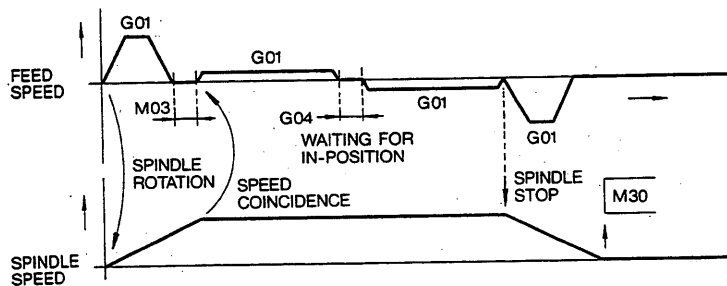 G01
G01
FEED
SPEED
M03
G04
G01
WAITING FOR
IN-POSITION
G01
SPINDLE
ROTATION
SPEED
COINCIDENCE
SPINDLE
STOP
M30
SPINDLE
SPEED